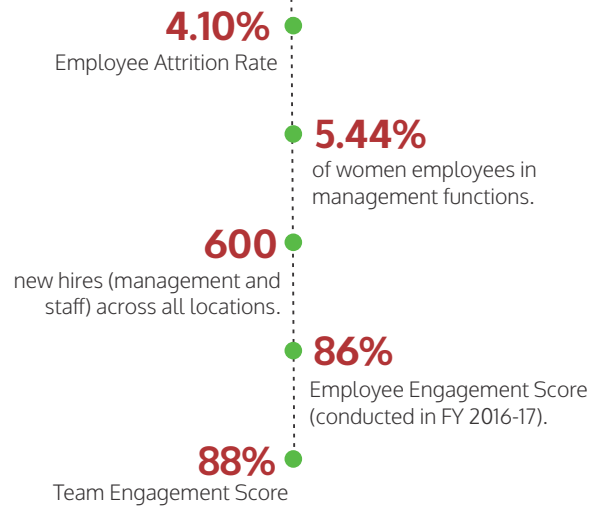 4.10%
Employee Attrition Rate
5.44%
of women employees in
management functions.
600
new hires (management and
staff) across all locations.
86%
Employee Engagement Score
(conducted in FY 2016-17).
88%
Team Engagement Score